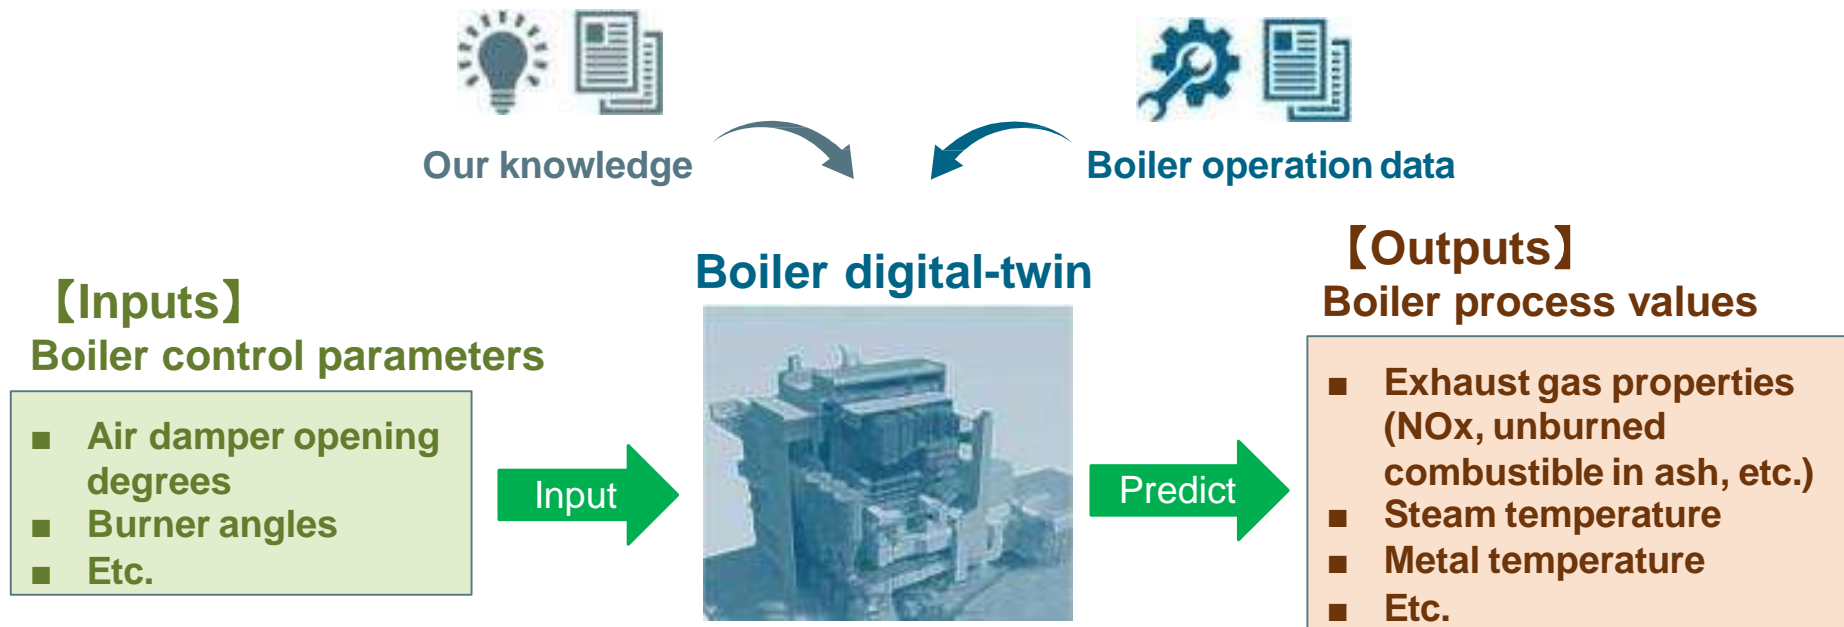 Our knowledge
Boiler operation data
【Inputs】
Boiler control parameters
■ Air damper opening
degrees
■ Burner angles
■ Etc.
Input
Boiler digital-twin
Predict
【Outputs】
Boiler process values
■ Exhaust gas properties
(NOx, unburned
combustible in ash, etc.)
■ Steam temperature
■ Metal temperature
■ Etc.